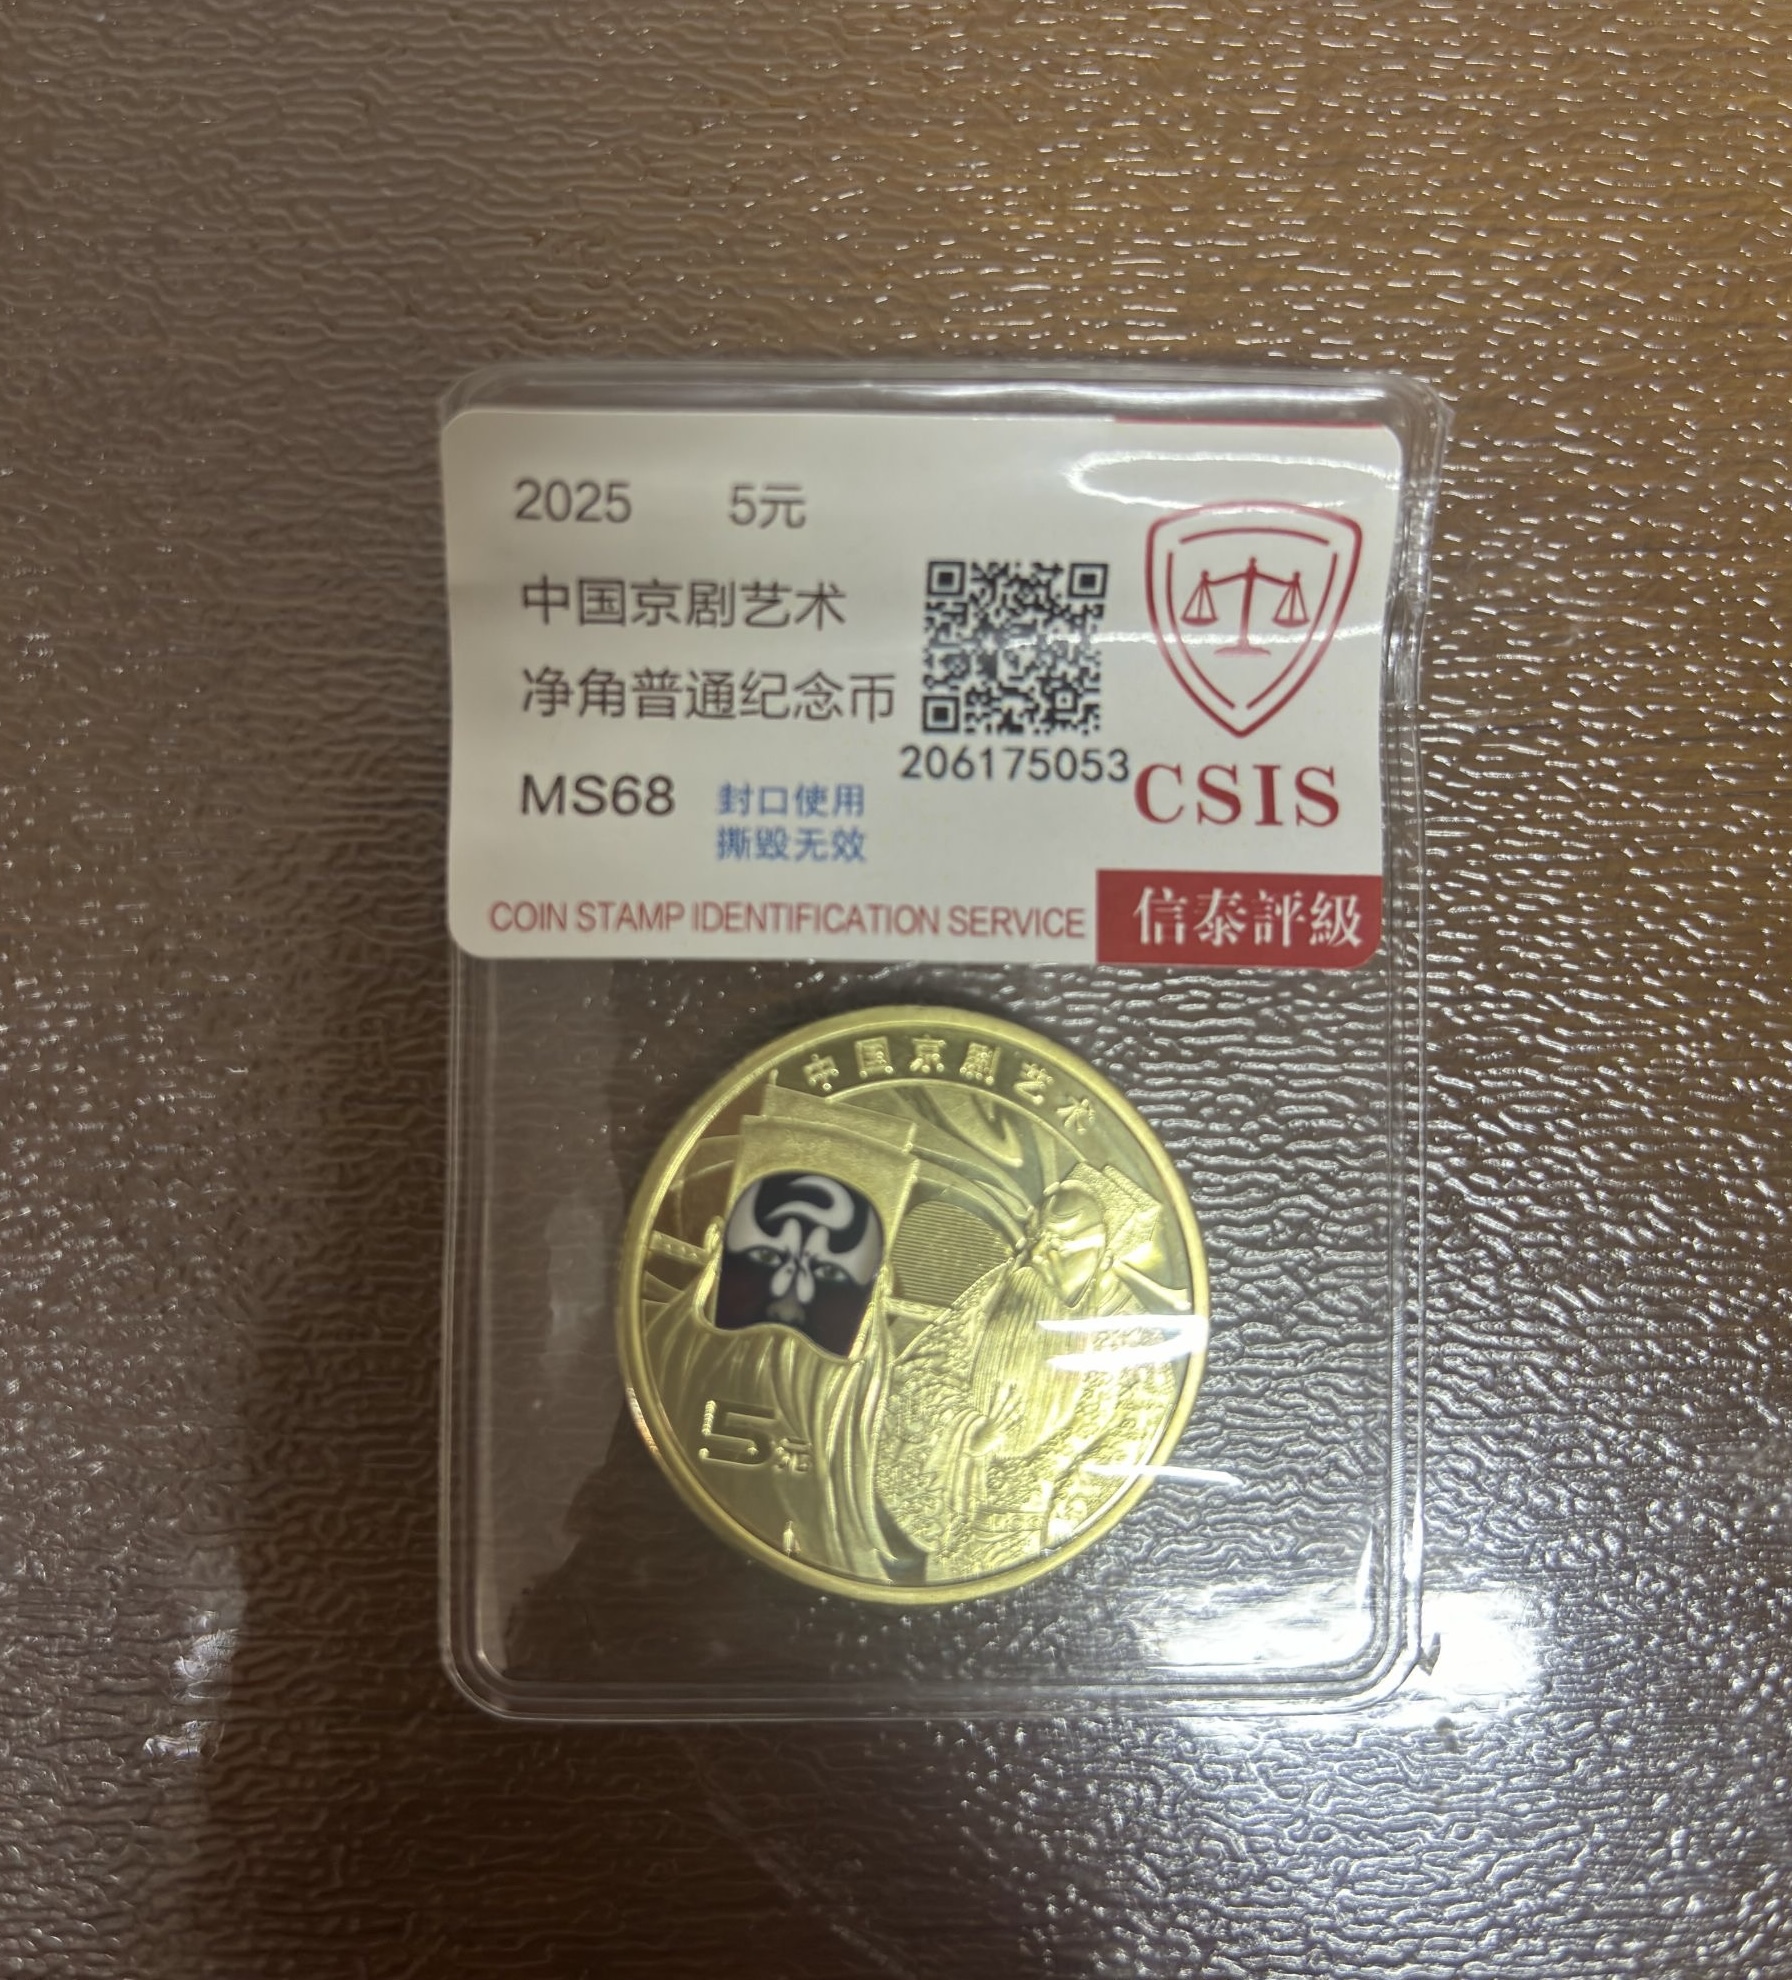 2025 5元
中国京剧艺术
净角普通纪念币
206175053
MS68
封口使用
撕毁无效
CSIS
COIN STAMP IDENTIFICATION SERVICE
信泰評級
中国京剧艺术
5元